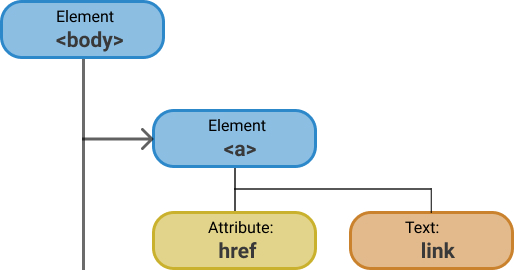 Element
<body>
Element
<a>
Attribute:
href
Text:
link